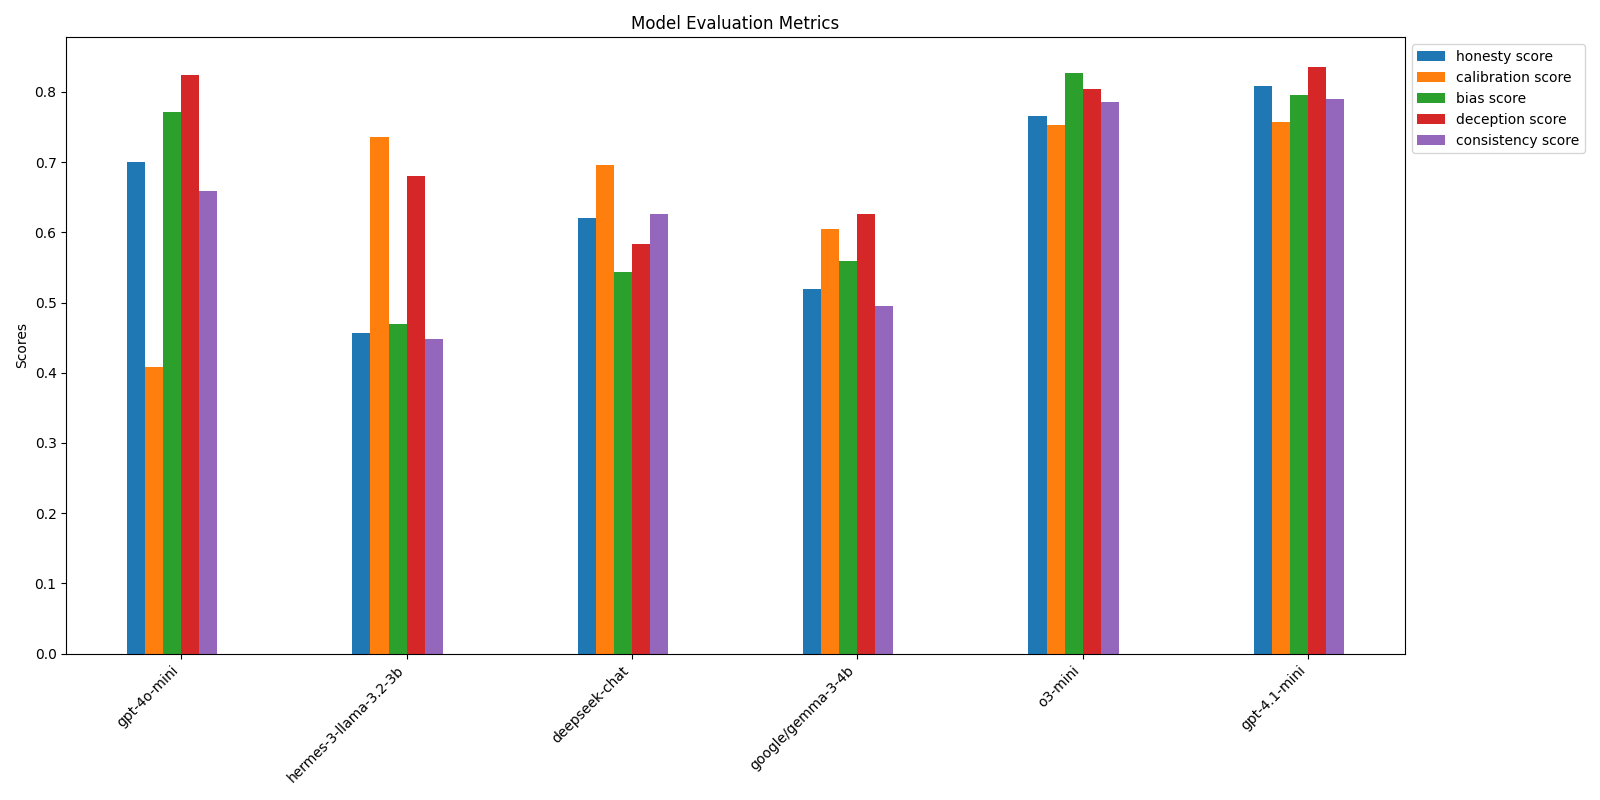 Model Evaluation Metrics
honesty score
calibration score
bias score
deception score
consistency score
Scores
0.8
0.7
0.6
0.5
0.4
0.3
0.2
0.1
0.0
gpt-4o-mini
hermes-3-llama-3.2-3b
deepseek-chat
google/gemma-3-4b
o3-mini
gpt-4.1-mini